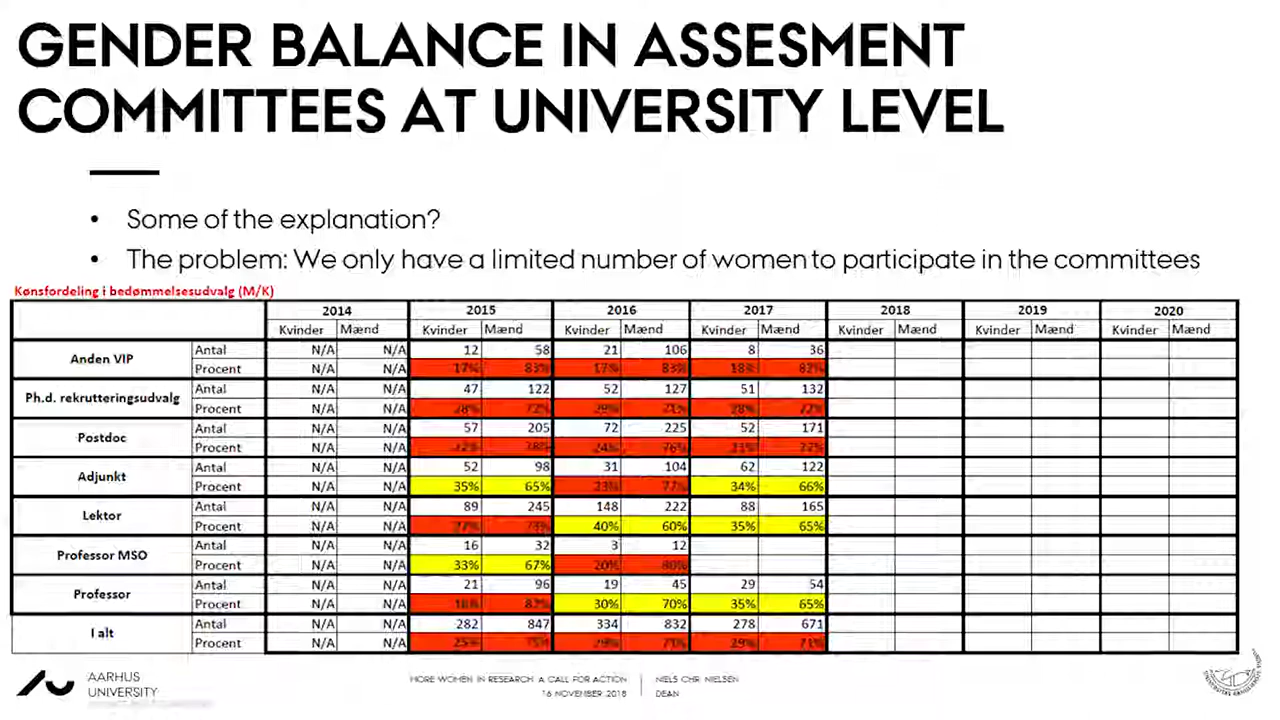 GENDER BALANCE IN ASSESMENT
COMMITTEES AT UNIVERSITY LEVEL
• Some of the explanation?
• The problem: We only have a limited number of women to participate in the committees
Kønsfordeling i bedømmelsesudvalg (M/K)
2014 2015 2016 2017 2018 2019 2020
Kvinder Mænd Kvinder Mænd Kvinder Mænd Kvinder Mænd Kvinder Mænd Kvinder Mænd Kvinder Mænd
Anden VIP Antal N/A N/A 12 58 21 106 8 36
Procent N/A N/A 17% 83% 17% 83% 18% 82%
Ph.d. rekrutteringsudvalg Antal N/A N/A 47 122 52 127 51 132
Procent N/A N/A 28% 72% 29% 71% 28% 72%
Postdoc Antal N/A N/A 57 205 72 225 52 171
Procent N/A N/A 22% 78% 24% 76% 23% 77%
Adjunkt Antal N/A N/A 52 98 31 104 62 122
Procent N/A N/A 35% 65% 23% 77% 34% 66%
Lektor Antal N/A N/A 89 245 148 222 88 165
Procent N/A N/A 27% 73% 40% 60% 35% 65%
Professor MSO Antal N/A N/A 16 32 3 12
Procent N/A N/A 33% 67% 20% 80%
Professor Antal N/A N/A 21 96 19 45 29 54
Procent N/A N/A 18% 82% 30% 70% 35% 65%
I alt Antal N/A N/A 282 847 334 832 278 671
Procent N/A N/A 25% 75% 29% 71% 29% 71%
AARHUS
UNIVERSITY
MORE WOMEN IN RESEARCH A CALL FOR ACTION
16 NOVEMBER 2018
NIELS CHR. NIELSEN
DEAN